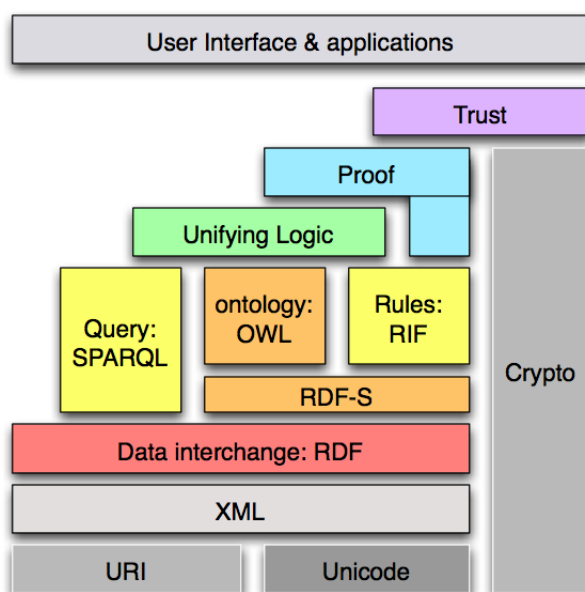 User Interface & applications
Trust
Proof
Unifying Logic
Query:
SPARQL
ontology:
OWL
Rules:
RIF
Crypto
RDF-S
Data interchange: RDF
XML
URI
Unicode